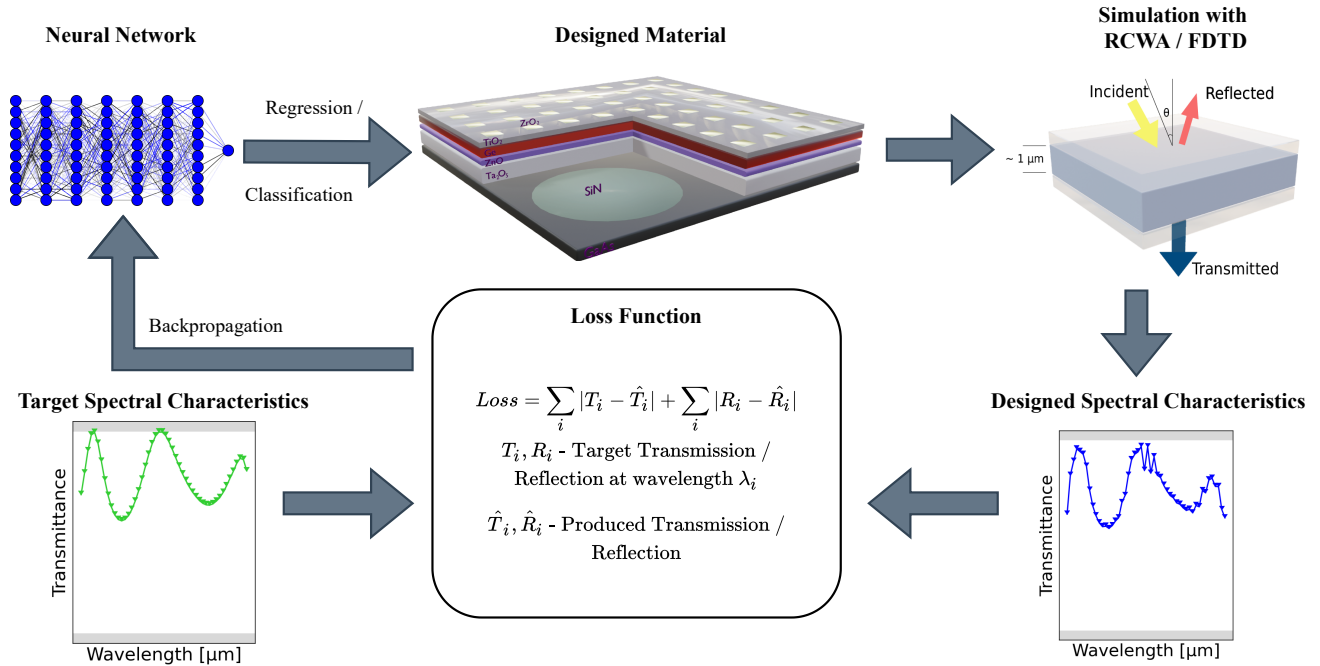 Neural Network
Designed Material
Simulation with
RCWA / FDTD
Regression /
Classification
ZrO₂
TiO₂
Ge
ZnO
Ta₂O₅
SiN
Incident
θ
Reflected
~ 1 μm
Transmitted
Backpropagation
Loss Function
Loss = ∑ᵢ |Tᵢ − T̂ᵢ| + ∑ᵢ |Rᵢ − R̂ᵢ|
Tᵢ, Rᵢ - Target Transmission /
Reflection at wavelength λᵢ
T̂ᵢ, R̂ᵢ - Produced Transmission /
Reflection
Target Spectral Characteristics
Transmittance
Wavelength [μm]
Designed Spectral Characteristics
Transmittance
Wavelength [μm]